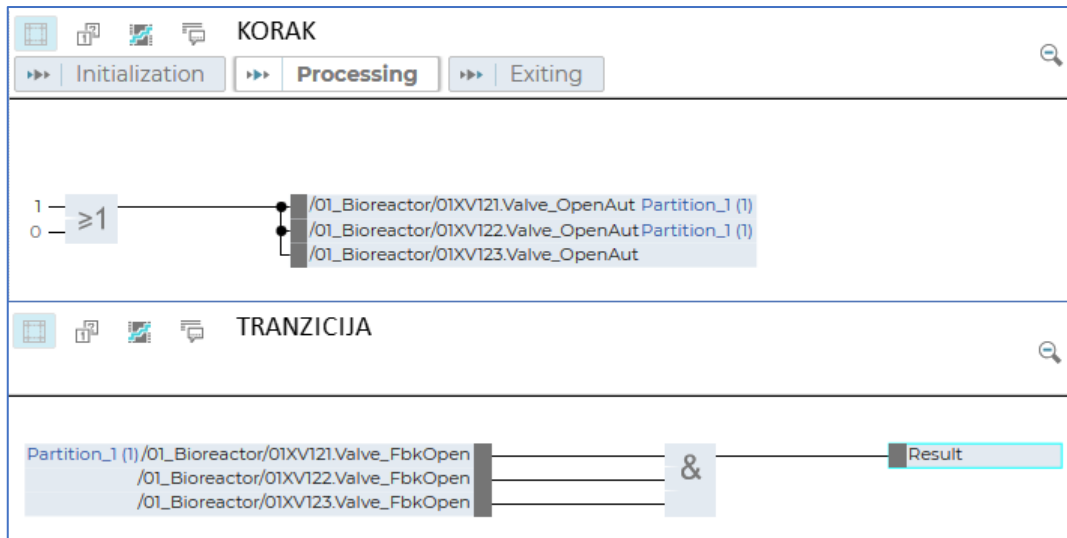 KORAK
Initialization Processing Exiting
1
/01_Bioreactor/01XV121.Valve_OpenAut Partition_1 (1)
≥1
0
/01_Bioreactor/01XV122.Valve_OpenAut Partition_1 (1)
/01_Bioreactor/01XV123.Valve_OpenAut
TRANZICIJA
Partition_1 (1) /01_Bioreactor/01XV121.Valve_FbkOpen
Result
/01_Bioreactor/01XV122.Valve_FbkOpen
&
/01_Bioreactor/01XV123.Valve_FbkOpen